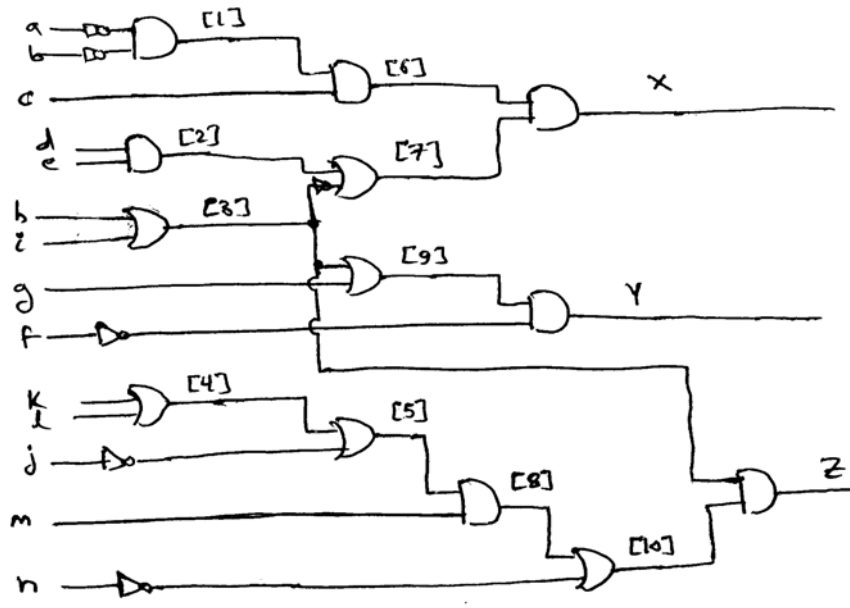 a [1]
b
c [6] X
d [2] [7]
e
h [3]
i
g [9] Y
f
k [4] [5]
l
j
m [8] Z
n [10]